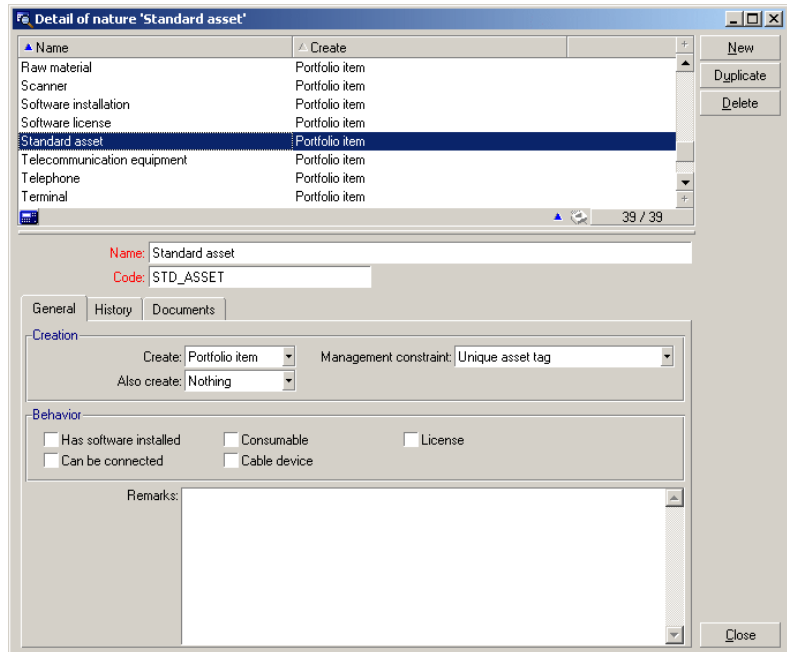 Detail of nature 'Standard asset'
Name Create
Raw material Portfolio item
Scanner Portfolio item
Software installation Portfolio item
Software license Portfolio item
Standard asset Portfolio item
Telecommunication equipment Portfolio item
Telephone Portfolio item
Terminal Portfolio item
39 / 39
New
Duplicate
Delete
Name: Standard asset
Code: STD_ASSET
General History Documents
Creation
Create: Portfolio item Management constraint: Unique asset tag
Also create: Nothing
Behavior
Has software installed Consumable License
Can be connected Cable device
Remarks:
Close